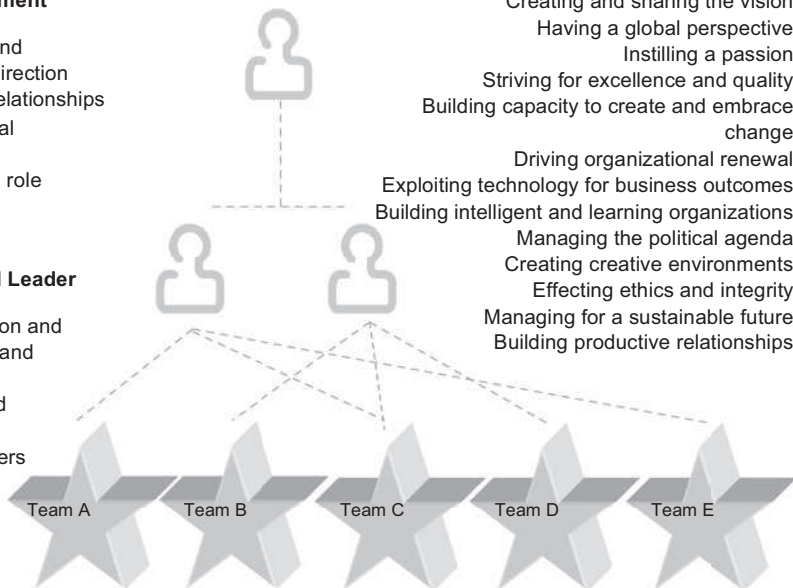 nd
irection
elationships
al
role
Leader
on and
and
d
ers
Creating and sharing the vision
Having a global perspective
Instilling a passion
Striving for excellence and quality
Building capacity to create and embrace
change
Driving organizational renewal
Exploiting technology for business outcomes
Building intelligent and learning organizations
Managing the political agenda
Creating creative environments
Effecting ethics and integrity
Managing for a sustainable future
Building productive relationships
Team A
Team B
Team C
Team D
Team E